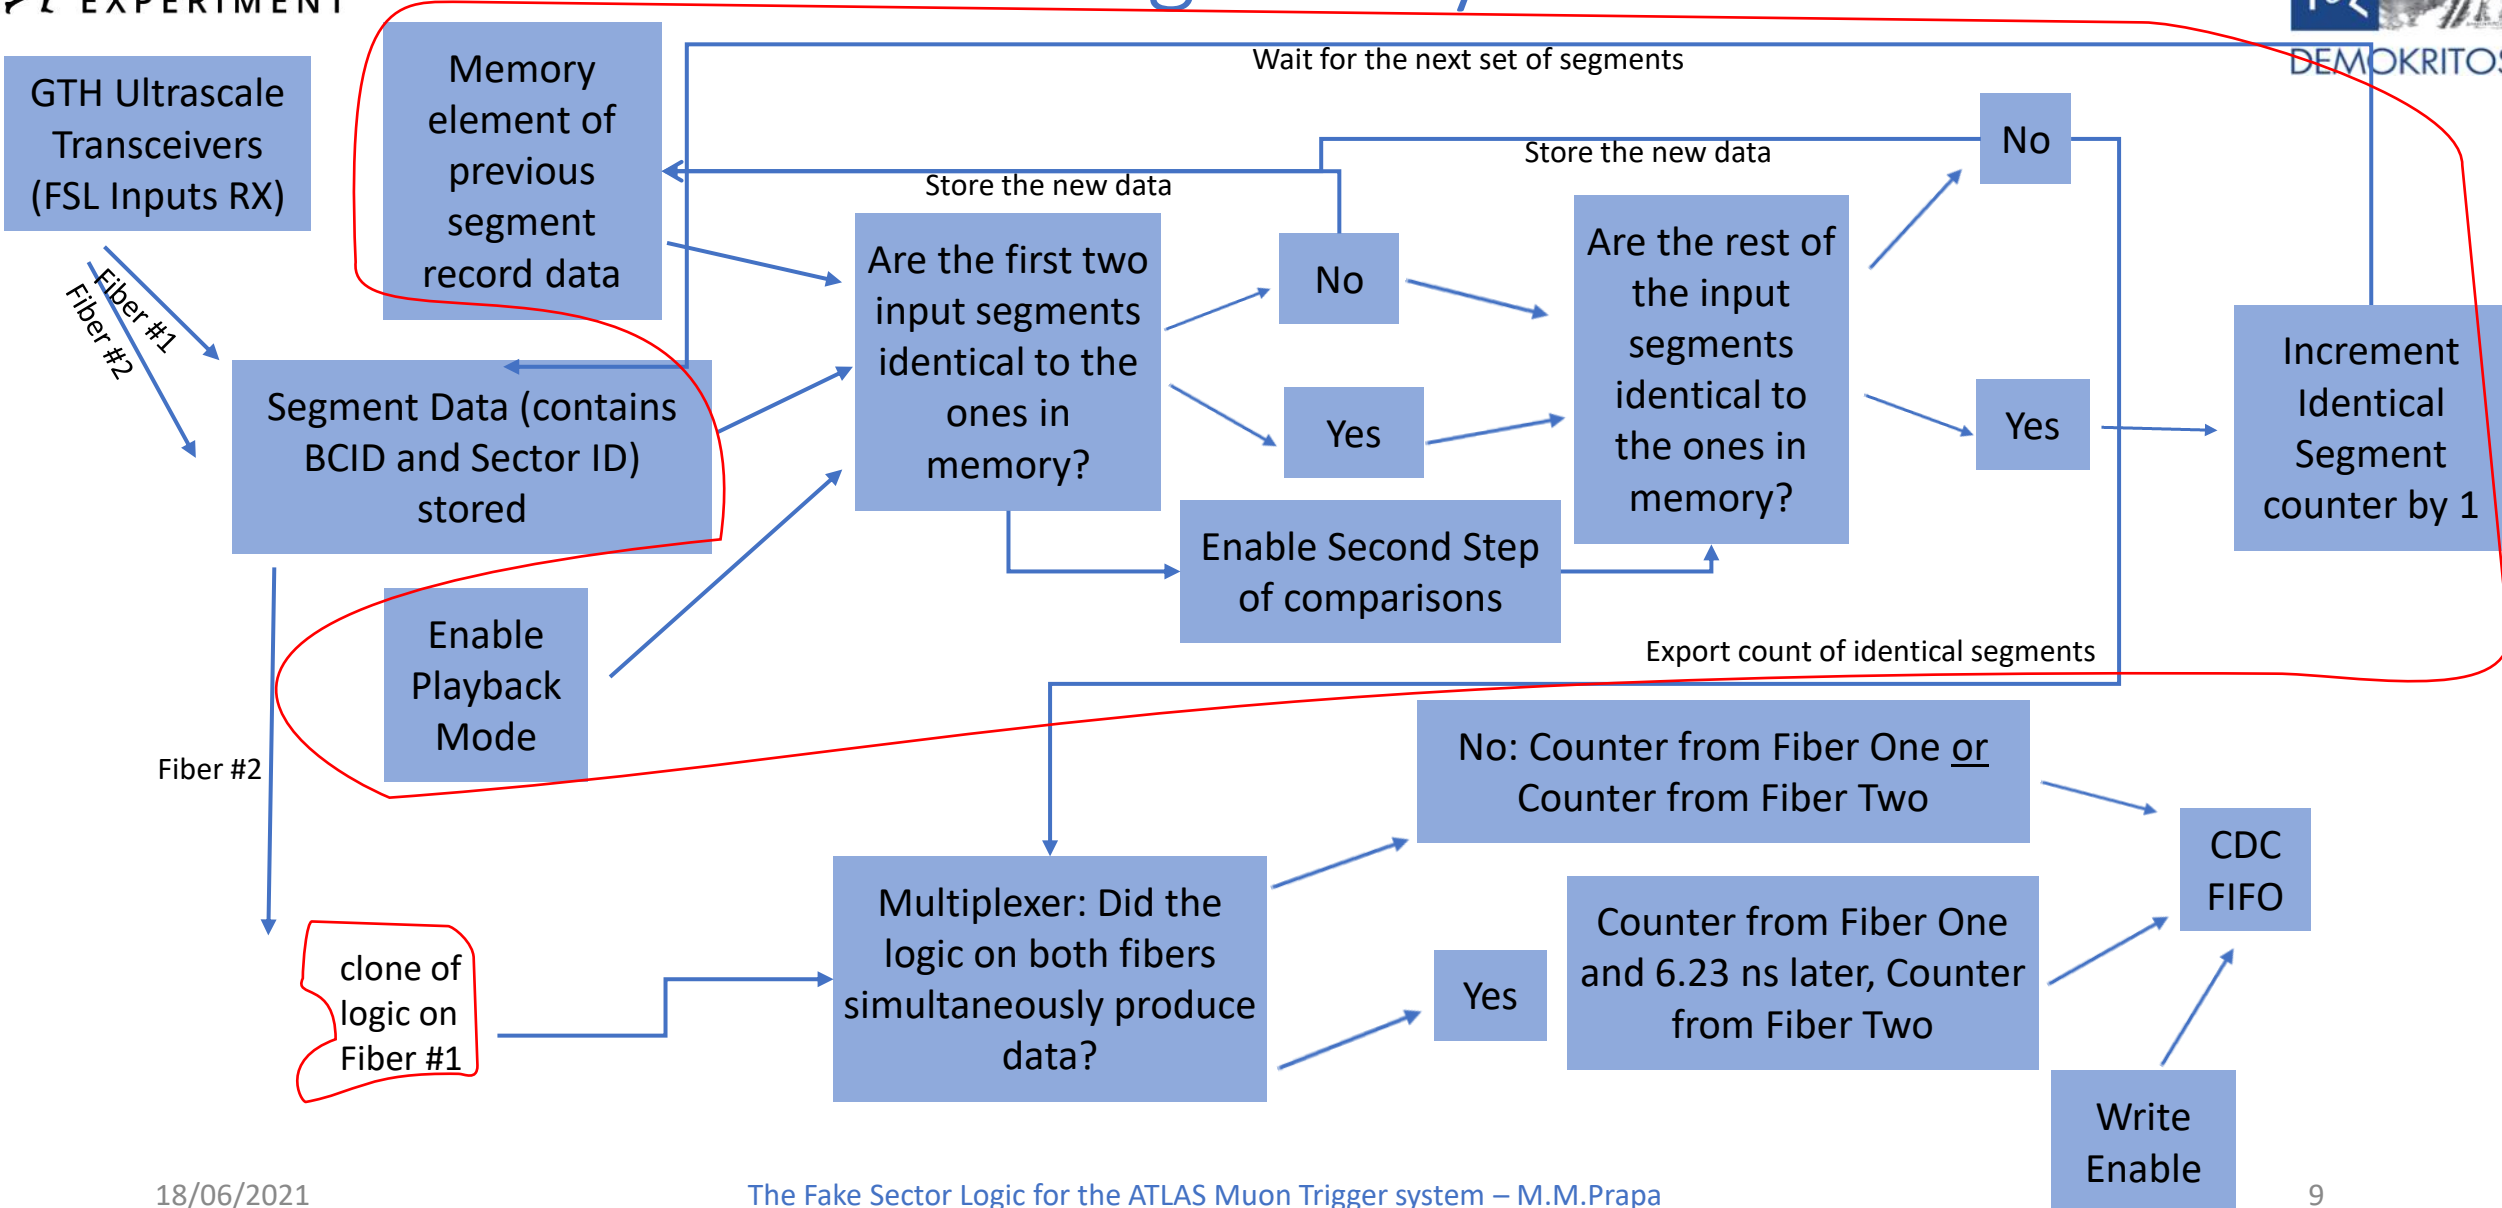 EXPERIMENT
DEMOKRITOS
GTH Ultrascale
Transceivers
(FSL Inputs RX)
Memory
element of
previous
segment
record data
Wait for the next set of segments
Store the new data
Store the new data
No
Fiber #1
Fiber #2
Segment Data (contains
BCID and Sector ID)
stored
Are the first two
input segments
identical to the
ones in
memory?
No
Yes
Are the rest of
the input
segments
identical to
the ones in
memory?
Yes
Increment
Identical
Segment
counter by 1
Enable Second Step
of comparisons
Enable
Playback
Mode
Export count of identical segments
Fiber #2
clone of
logic on
Fiber #1
Multiplexer: Did the
logic on both fibers
simultaneously produce
data?
No: Counter from Fiber One or
Counter from Fiber Two
Yes
Counter from Fiber One
and 6.23 ns later, Counter
from Fiber Two
CDC
FIFO
Write
Enable
18/06/2021
The Fake Sector Logic for the ATLAS Muon Trigger system – M.M.Prapa
9